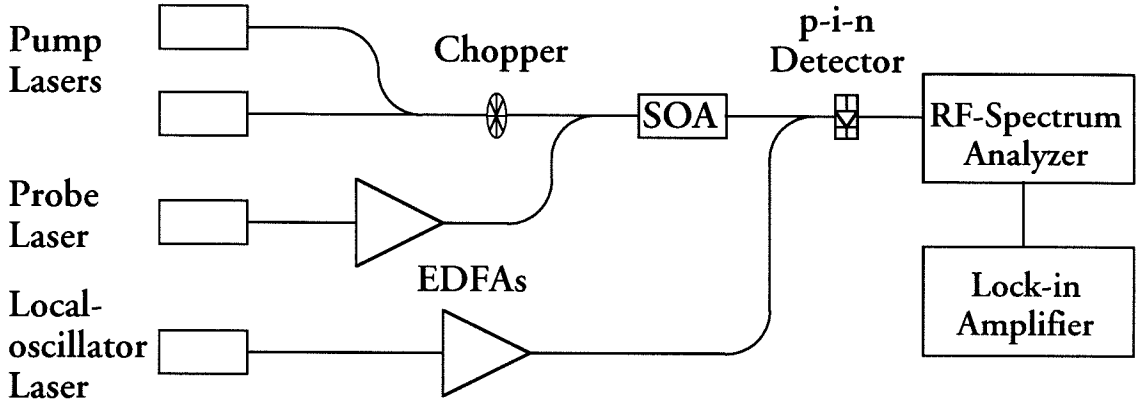 Pump
Lasers
Chopper
p-i-n
Detector
SOA
RF-Spectrum
Analyzer
Probe
Laser
EDFAs
Local-
oscillator
Laser
Lock-in
Amplifier